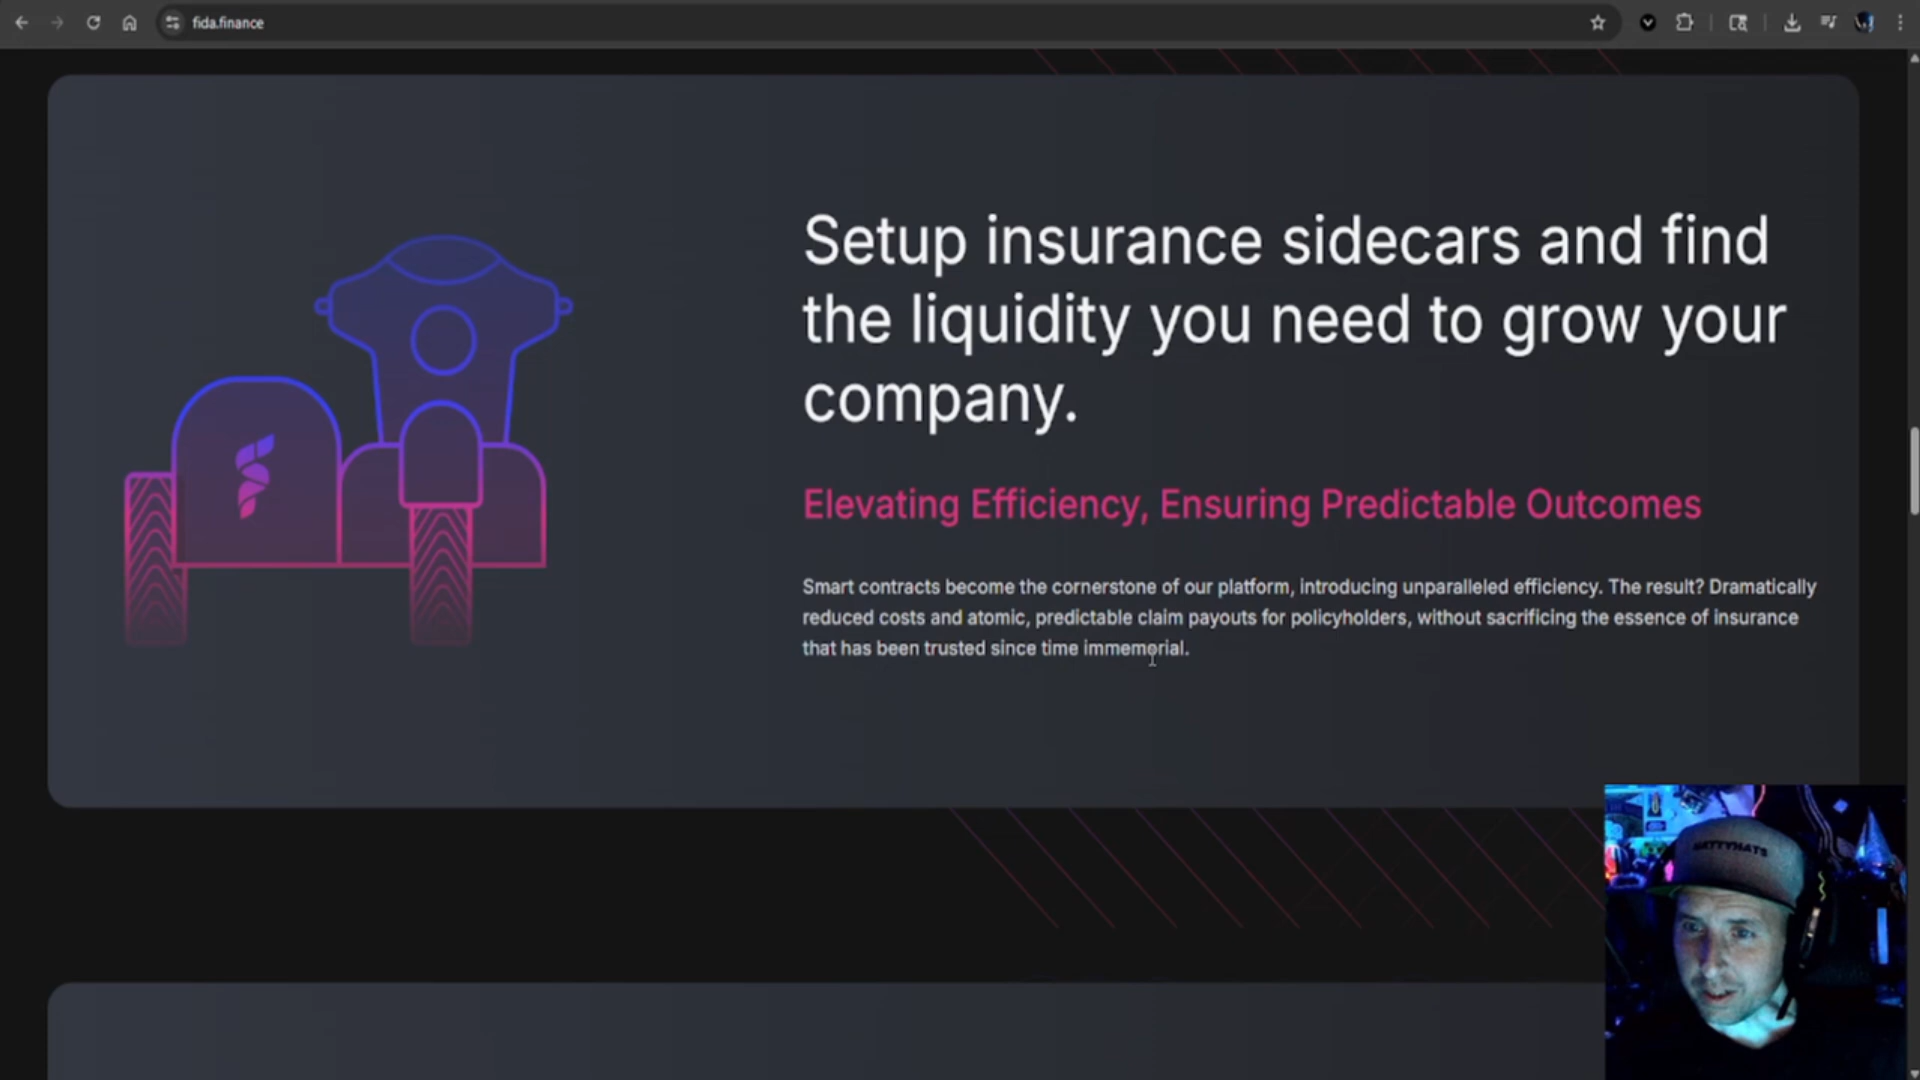 fida.finance
Setup insurance sidecars and find
the liquidity you need to grow your
company.
Elevating Efficiency, Ensuring Predictable Outcomes
Smart contracts become the cornerstone of our platform, introducing unparalleled efficiency. The result? Dramatically
reduced costs and atomic, predictable claim payouts for policyholders, without sacrificing the essence of insurance
that has been trusted since time immemorial.